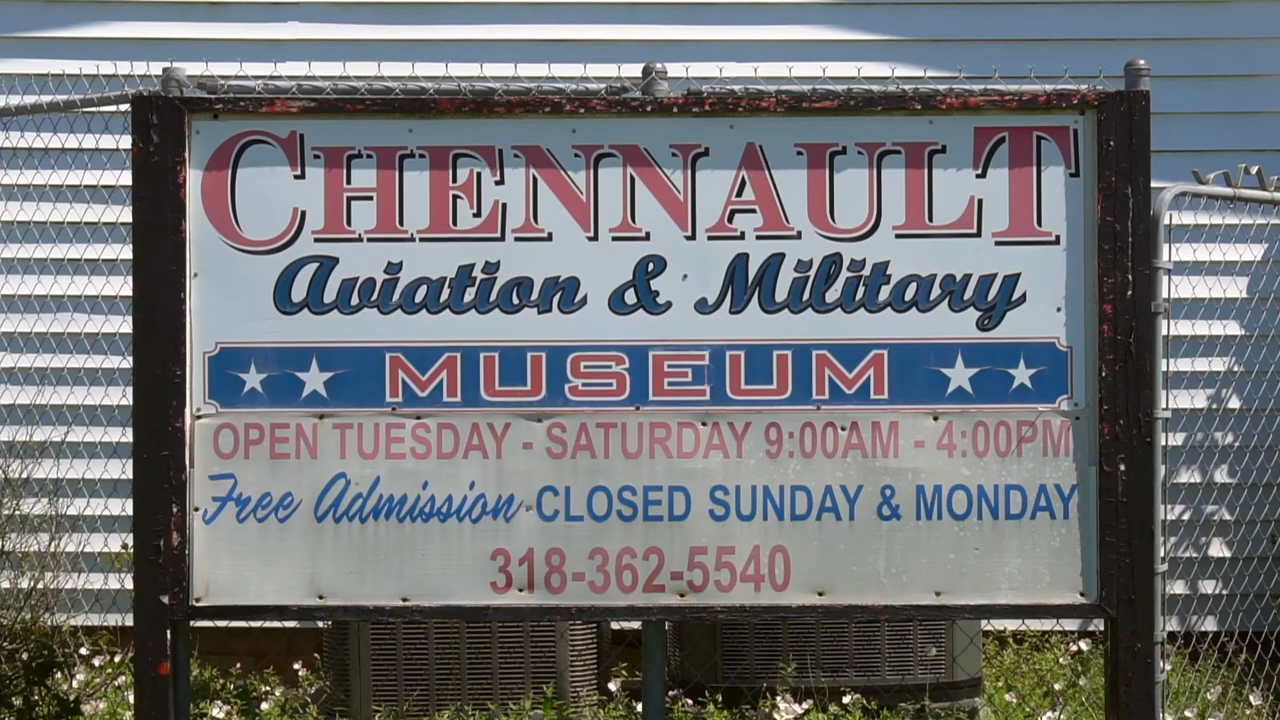 CHENNAULT
Aviation & Military
MUSEUM
OPEN TUESDAY - SATURDAY 9:00AM - 4:00PM
Free Admission - CLOSED SUNDAY & MONDAY
318-362-5540